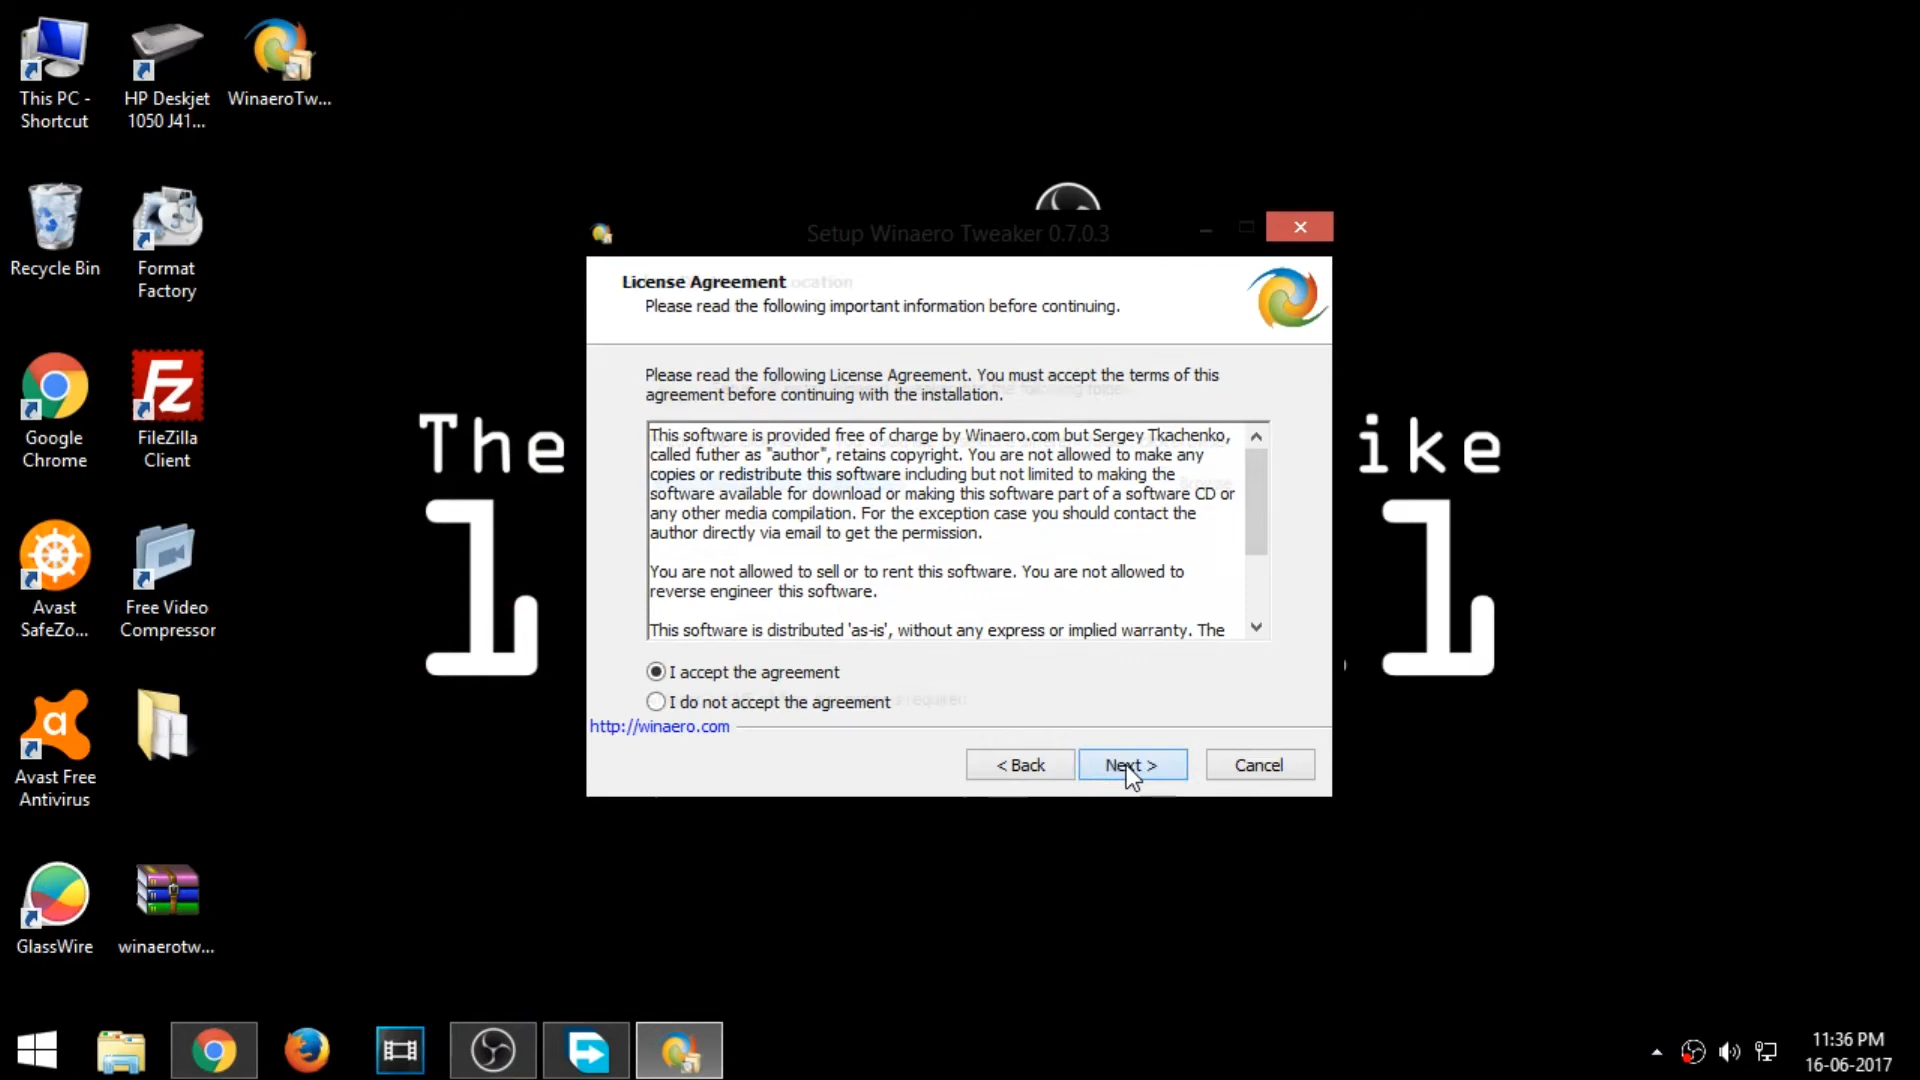 This PC -
Shortcut
HP Deskjet
1050 J41...
WinaeroTw...
Recycle Bin
Format
Factory
Google
Chrome
FileZilla
Client
Avast
SafeZo...
Free Video
Compressor
Avast Free
Antivirus
GlassWire
winaerotw...
The
ike
Setup Winaero Tweaker 0.7.0.3
License Agreement
Please read the following important information before continuing.
Please read the following License Agreement. You must accept the terms of this
agreement before continuing with the installation.
This software is provided free of charge by Winaero.com but Sergey Tkachenko,
called futher as "author", retains copyright. You are not allowed to make any
copies or redistribute this software including but not limited to making the
software available for download or making this software part of a software CD or
any other media compilation. For the exception case you should contact the
author directly via email to get the permission.
You are not allowed to sell or to rent this software. You are not allowed to
reverse engineer this software.
This software is distributed 'as-is', without any express or implied warranty. The
I accept the agreement
I do not accept the agreement
http://winaero.com
< Back
Next >
Cancel
11:36 PM
16-06-2017